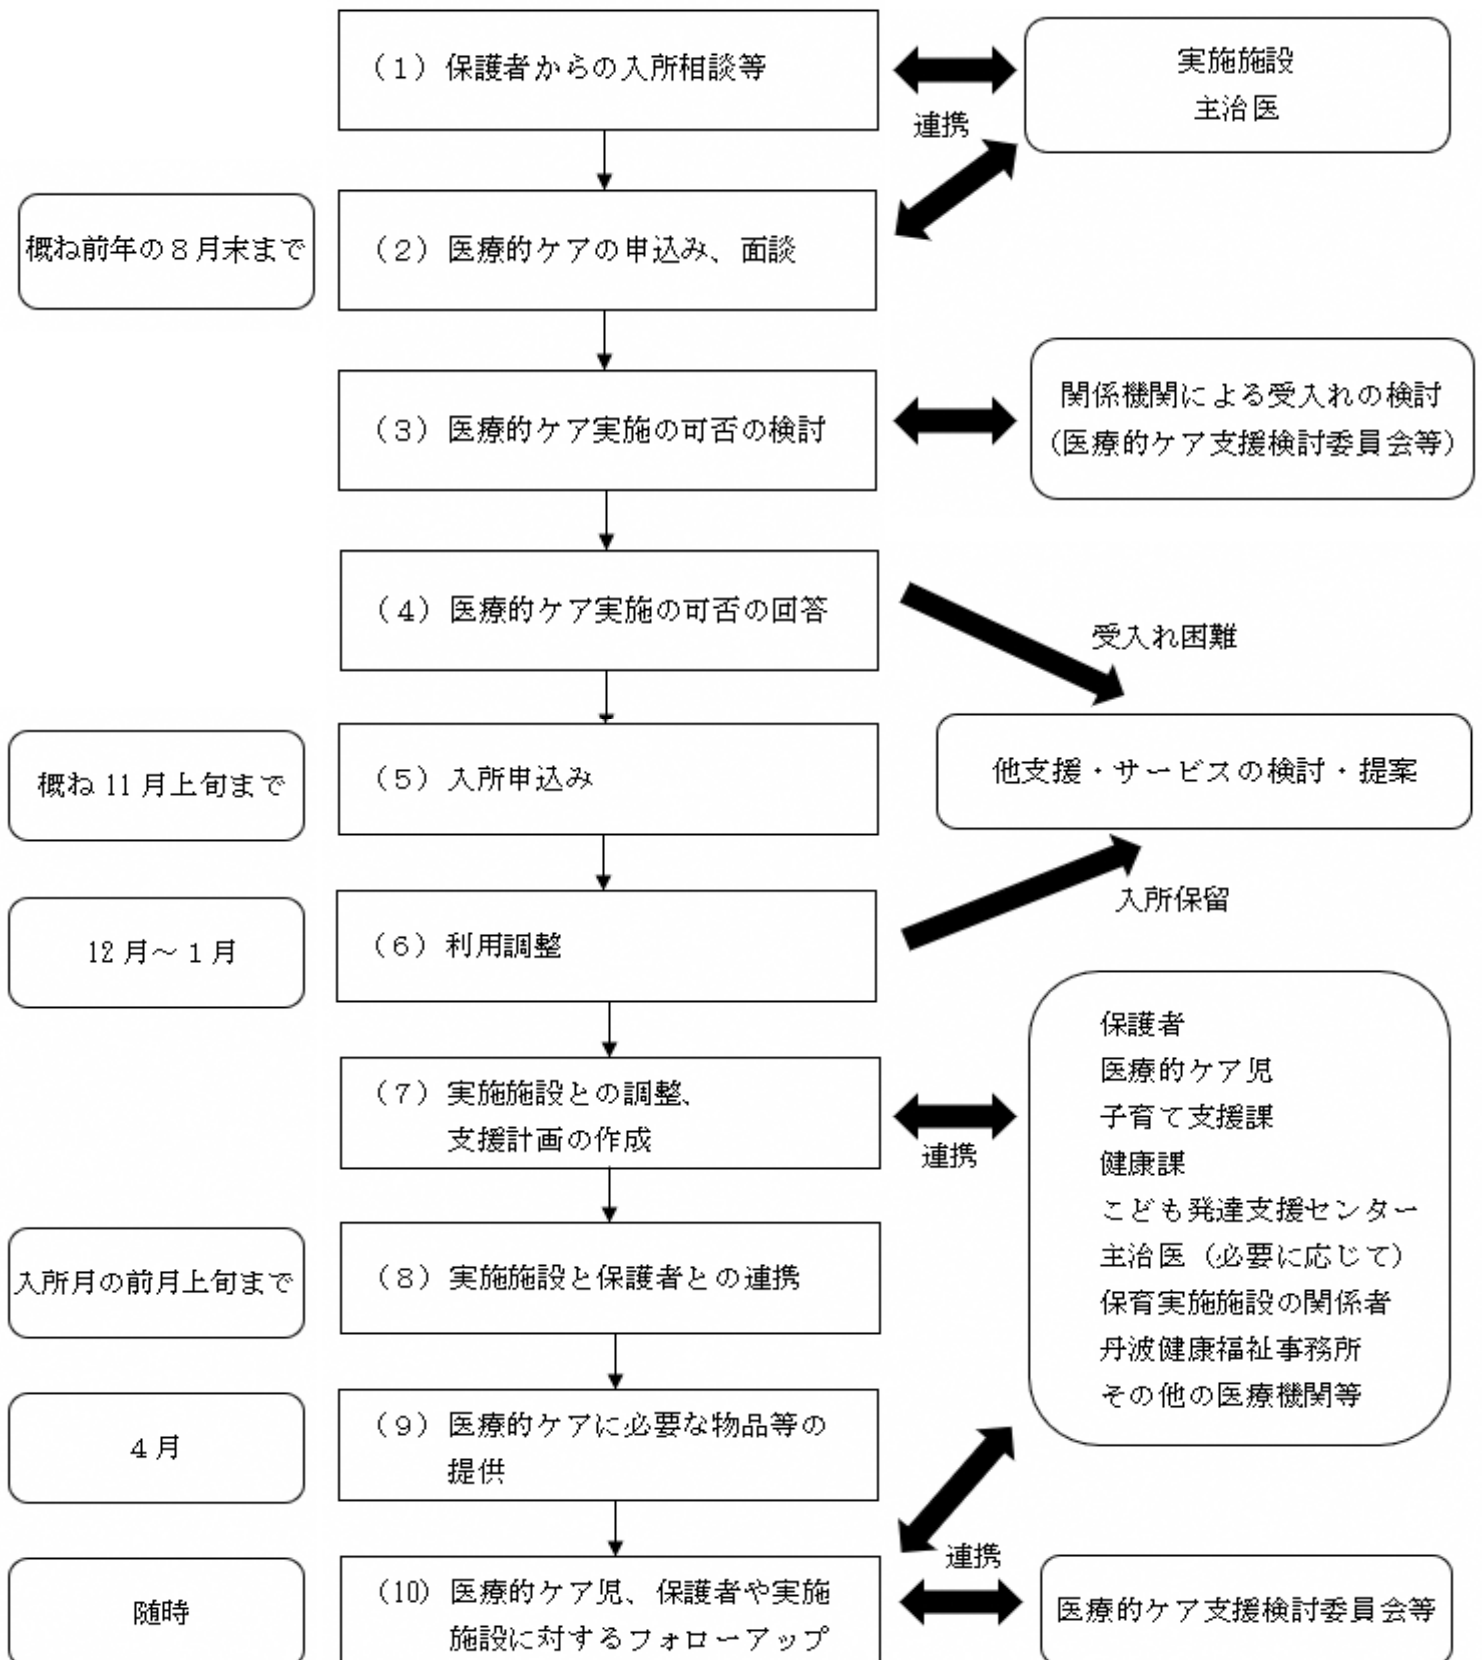 (1) 保護者からの入所相談等
実施施設
主治医
連携
概ね前年の8月末まで
(2) 医療的ケアの申込み、面談
(3) 医療的ケア実施の可否の検討
関係機関による受入れの検討
(医療的ケア支援検討委員会等)
(4) 医療的ケア実施の可否の回答
受入れ困難
他支援・サービスの検討・提案
概ね11月上旬まで
(5) 入所申込み
入所保留
12月~1月
(6) 利用調整
(7) 実施施設との調整、
支援計画の作成
連携
保護者
医療的ケア児
子育て支援課
健康課
こども発達支援センター
主治医(必要に応じて)
保育実施施設の関係者
丹波健康福祉事務所
その他の医療機関等
入所月の前月上旬まで
(8) 実施施設と保護者との連携
4月
(9) 医療的ケアに必要な物品等の
提供
連携
随時
(10) 医療的ケア児、保護者や実施
施設に対するフォローアップ
医療的ケア支援検討委員会等